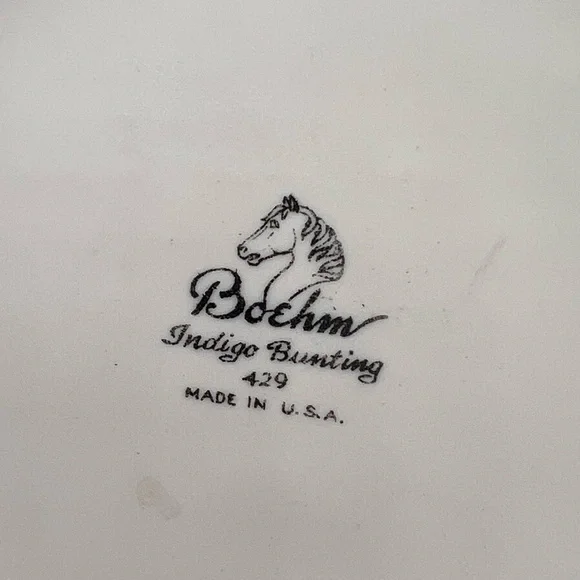 Boehm
Indigo Bunting
429
MADE IN U.S.A.